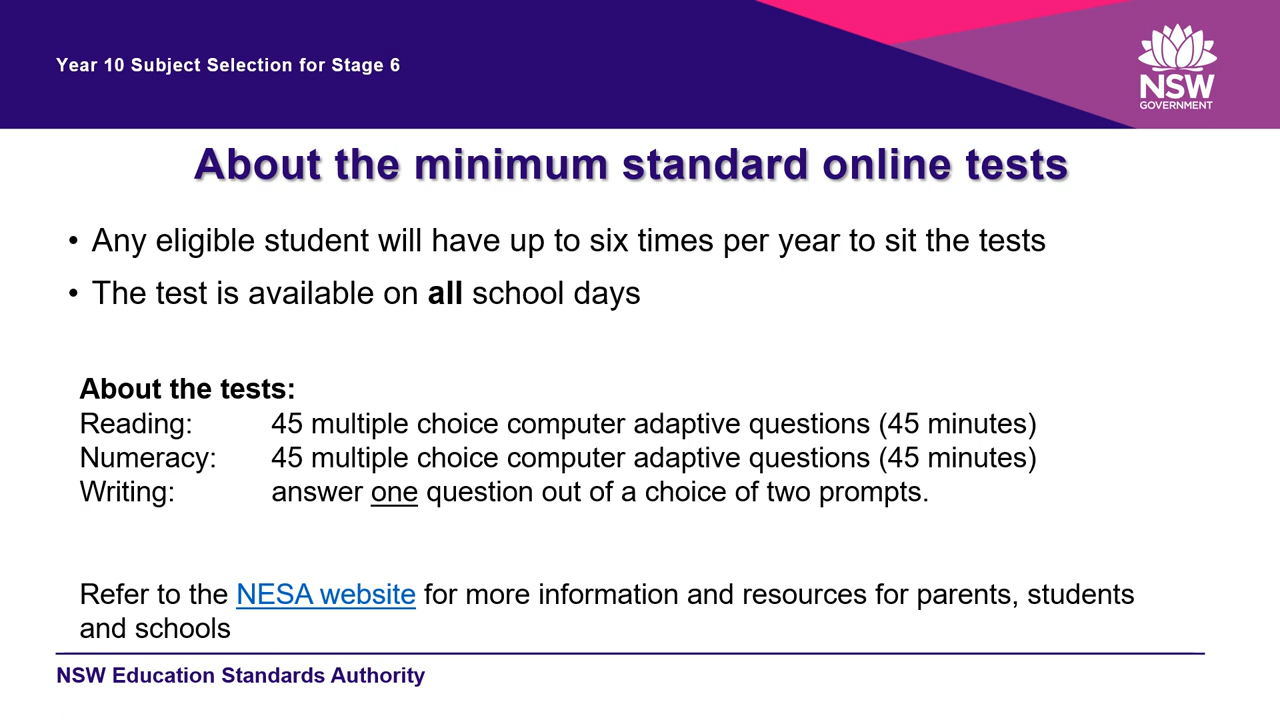 Year 10 Subject Selection for Stage 6
NSW
GOVERNMENT
About the minimum standard online tests
• Any eligible student will have up to six times per year to sit the tests
• The test is available on all school days
About the tests:
Reading: 45 multiple choice computer adaptive questions (45 minutes)
Numeracy: 45 multiple choice computer adaptive questions (45 minutes)
Writing: answer one question out of a choice of two prompts.
Refer to the NESA website for more information and resources for parents, students
and schools
NSW Education Standards Authority